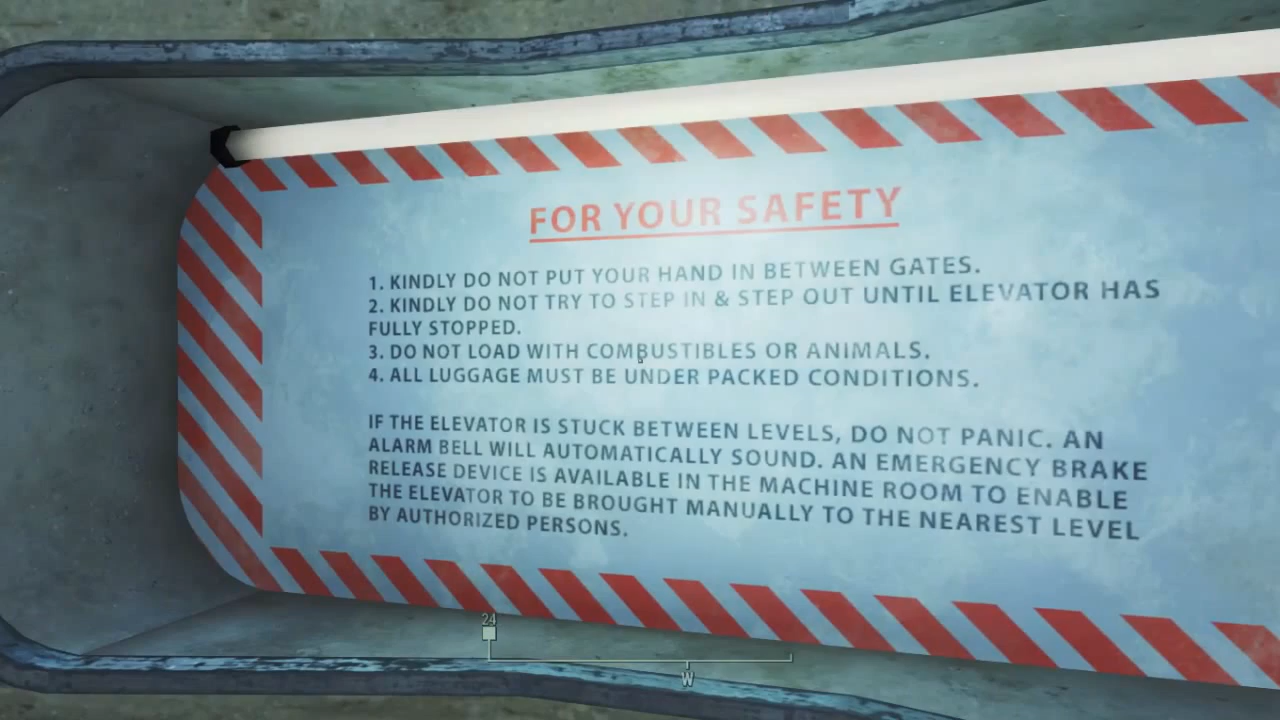 FOR YOUR SAFETY
1. KINDLY DO NOT PUT YOUR HAND IN BETWEEN GATES.
2. KINDLY DO NOT TRY TO STEP IN & STEP OUT UNTIL ELEVATOR HAS
FULLY STOPPED.
3. DO NOT LOAD WITH COMBUSTIBLES OR ANIMALS.
4. ALL LUGGAGE MUST BE UNDER PACKED CONDITIONS.
IF THE ELEVATOR IS STUCK BETWEEN LEVELS, DO NOT PANIC. AN
ALARM BELL WILL AUTOMATICALLY SOUND. AN EMERGENCY BRAKE
RELEASE DEVICE IS AVAILABLE IN THE MACHINE ROOM TO ENABLE
THE ELEVATOR TO BE BROUGHT MANUALLY TO THE NEAREST LEVEL
BY AUTHORIZED PERSONS.
24
W